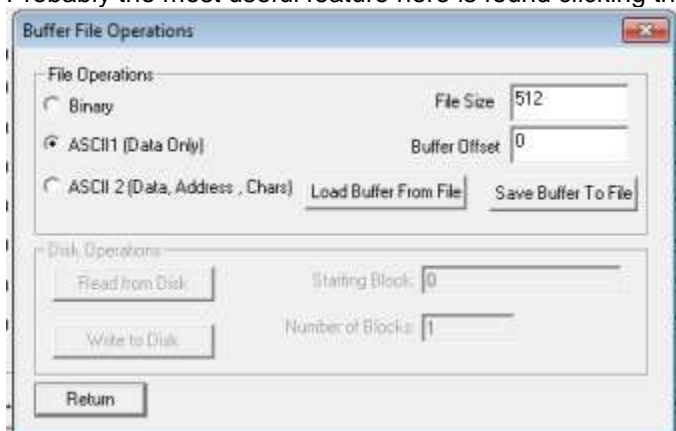 Probably the most useful feature here is found clicking th
Buffer File Operations
File Operations
Binary
File Size 512
ASCII1 (Data Only)
Buffer Offset 0
ASCII 2 (Data, Address , Chars)
Load Buffer From File
Save Buffer To File
Disk Operations
Read from Disk
Starting Block: 0
Write to Disk
Number of Blocks: 1
Return